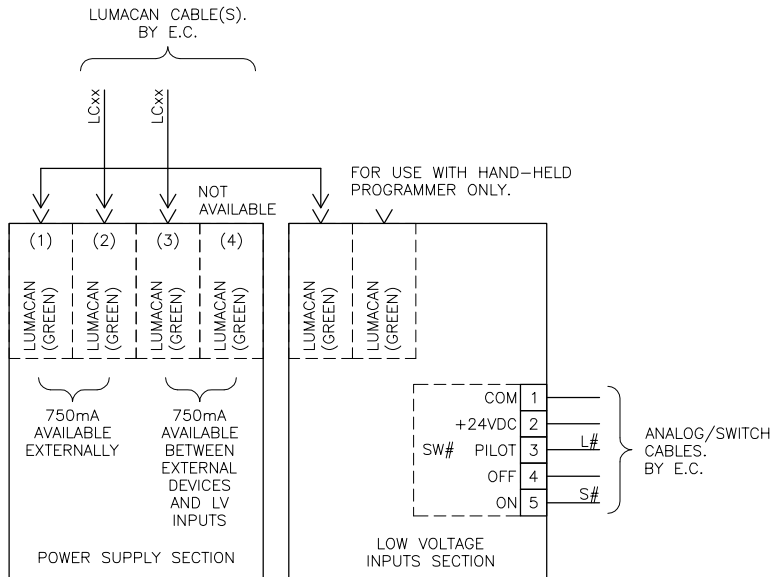 LUMACAN CABLE(S).
BY E.C.
LCxx
LCxx
NOT
AVAILABLE
FOR USE WITH HAND-HELD
PROGRAMMER ONLY.
(1)
(2)
(3)
(4)
LUMACAN
(GREEN)
LUMACAN
(GREEN)
LUMACAN
(GREEN)
LUMACAN
(GREEN)
LUMACAN
(GREEN)
LUMACAN
(GREEN)
750mA
AVAILABLE
EXTERNALLY
750mA
AVAILABLE
BETWEEN
EXTERNAL
DEVICES
AND LV
INPUTS
POWER SUPPLY SECTION
SW#
COM 1
+24VDC 2
PILOT 3 L#
OFF 4
ON 5 S#
ANALOG/SWITCH
CABLES.
BY E.C.
LOW VOLTAGE
INPUTS SECTION